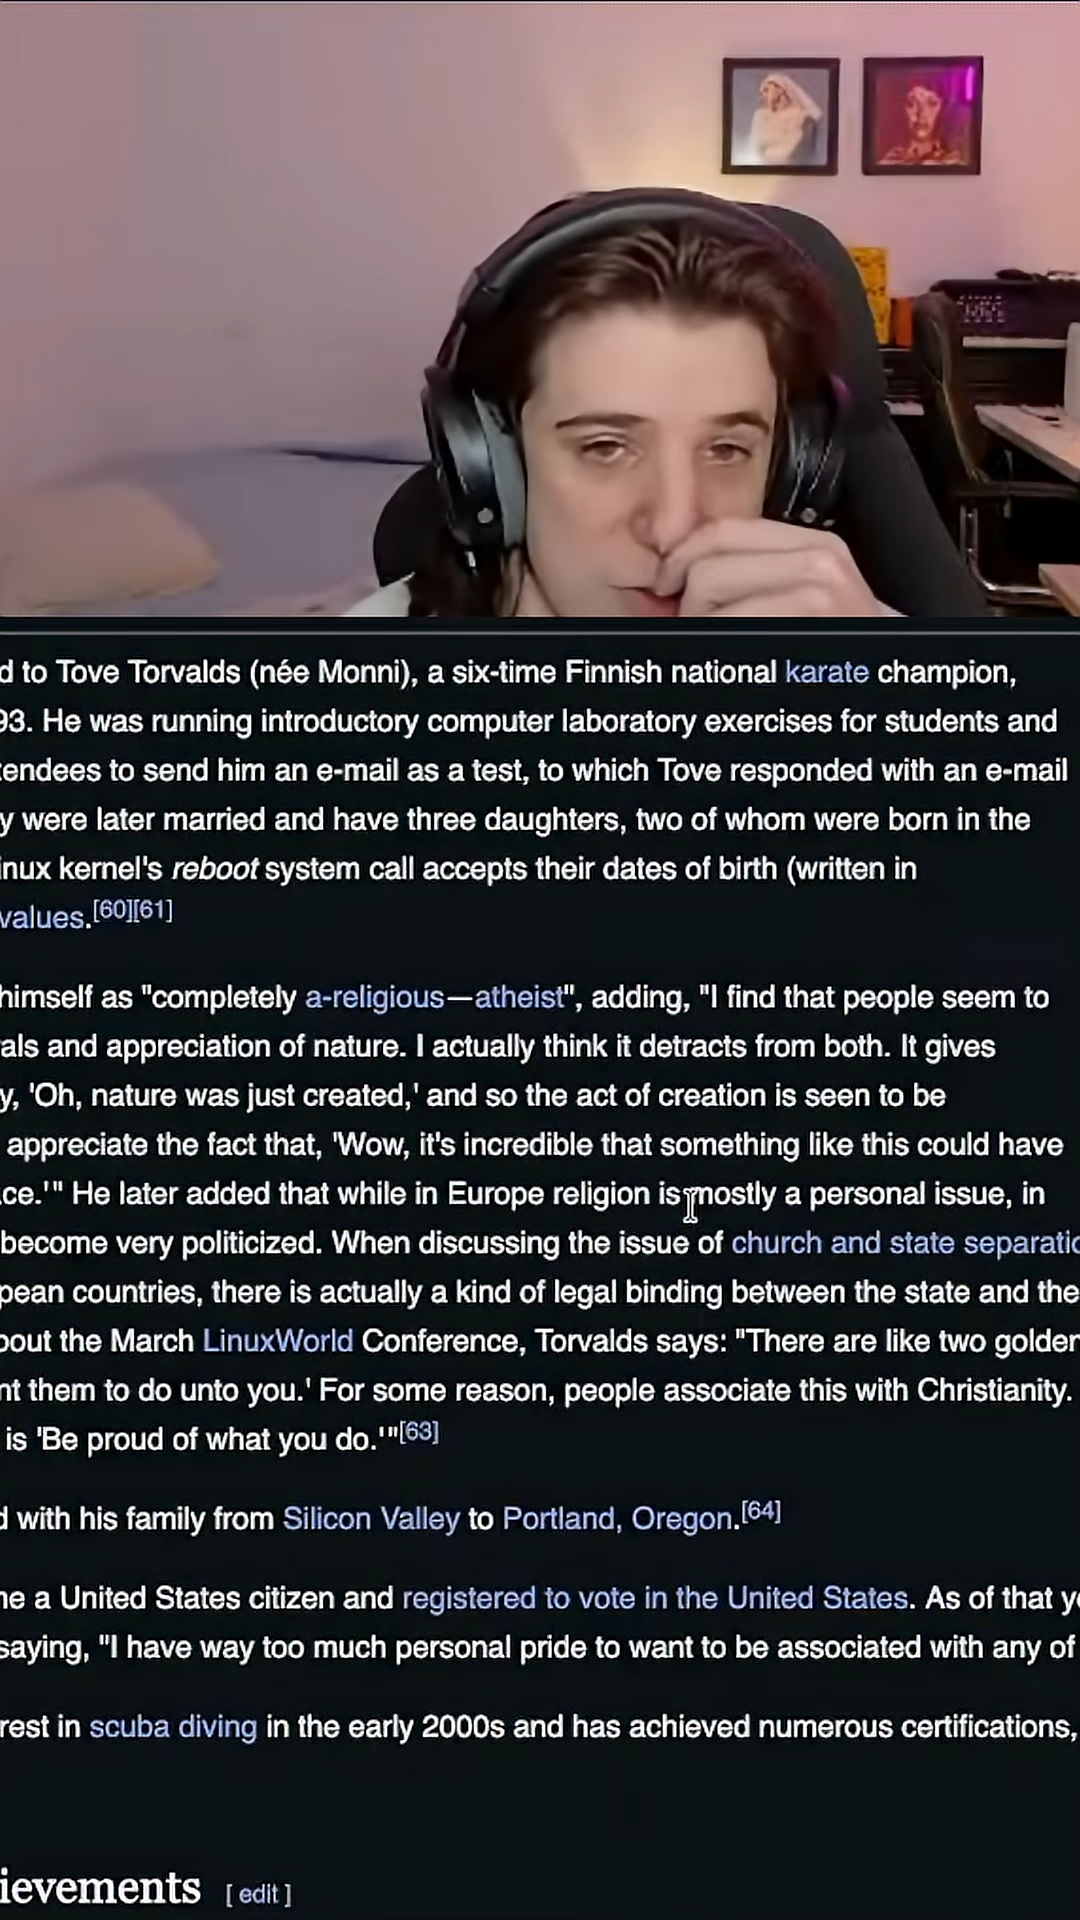 d to Tove Torvalds (née Monni), a six-time Finnish national karate champion,
93. He was running introductory computer laboratory exercises for students and
tendees to send him an e-mail as a test, to which Tove responded with an e-mail
y were later married and have three daughters, two of whom were born in the
inux kernel's reboot system call accepts their dates of birth (written in
values.[60][61]
himself as "completely a-religious—atheist", adding, "I find that people seem to
als and appreciation of nature. I actually think it detracts from both. It gives
y, 'Oh, nature was just created,' and so the act of creation is seen to be
appreciate the fact that, 'Wow, it's incredible that something like this could have
ce.'" He later added that while in Europe religion is mostly a personal issue, in
become very politicized. When discussing the issue of church and state separatio
pean countries, there is actually a kind of legal binding between the state and the
bout the March LinuxWorld Conference, Torvalds says: "There are like two golden
nt them to do unto you.' For some reason, people associate this with Christianity.
is 'Be proud of what you do.'"[63]
d with his family from Silicon Valley to Portland, Oregon.[64]
ne a United States citizen and registered to vote in the United States. As of that ye
saying, "I have way too much personal pride to want to be associated with any of
rest in scuba diving in the early 2000s and has achieved numerous certifications,
ievements [ edit ]